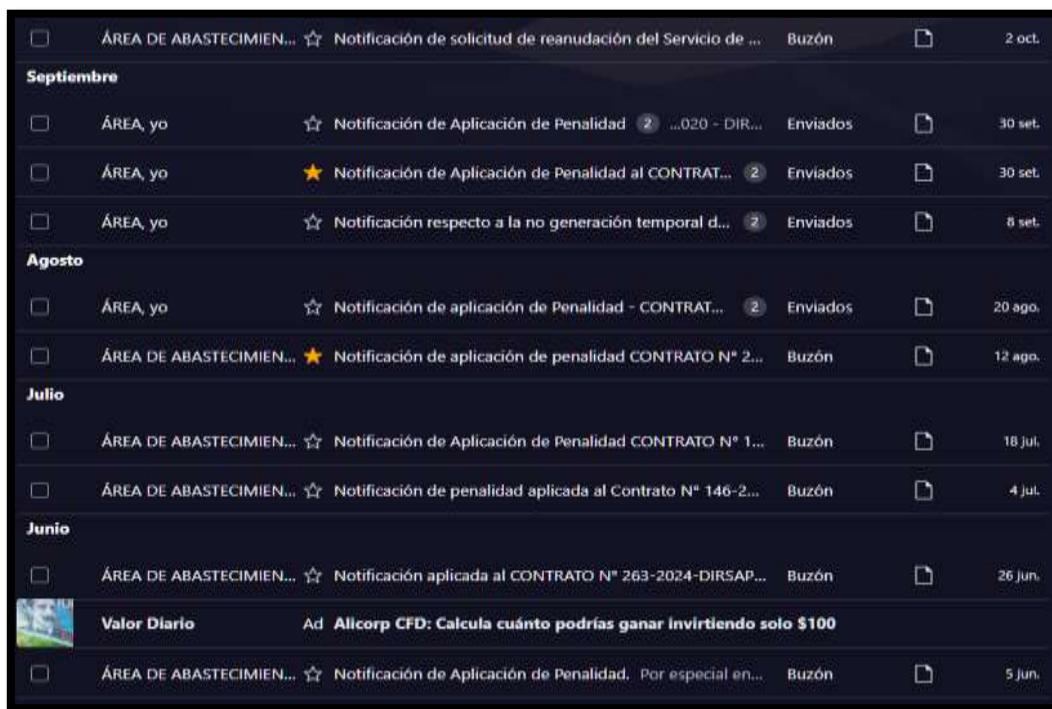 ÁREA DE ABASTECIMIEN... Notificación de solicitud de reanudación del Servicio de ... Buzón 2 oct.
Septiembre
ÁREA, yo Notificación de Aplicación de Penalidad 2 ...020 - DIR... Enviados 30 set.
ÁREA, yo Notificación de Aplicación de Penalidad al CONTRAT... 2 Enviados 30 set.
ÁREA, yo Notificación respecto a la no generación temporal d... 2 Enviados 8 set.
Agosto
ÁREA, yo Notificación de aplicación de Penalidad - CONTRAT... 2 Enviados 20 ago.
ÁREA DE ABASTECIMIEN... Notificación de aplicación de penalidad CONTRATO N° 2... Buzón 12 ago.
Julio
ÁREA DE ABASTECIMIEN... Notificación de Aplicación de Penalidad CONTRATO N° 1... Buzón 18 jul.
ÁREA DE ABASTECIMIEN... Notificación de penalidad aplicada al Contrato N° 146-2... Buzón 4 jul.
Junio
ÁREA DE ABASTECIMIEN... Notificación aplicada al CONTRATO N° 263-2024-DIRSAP... Buzón 26 jun.
Valor Diario Ad Alicorp CFD: Calcula cuánto podrías ganar invirtiendo solo $100
ÁREA DE ABASTECIMIEN... Notificación de Aplicación de Penalidad. Por especial en... Buzón 5 jun.